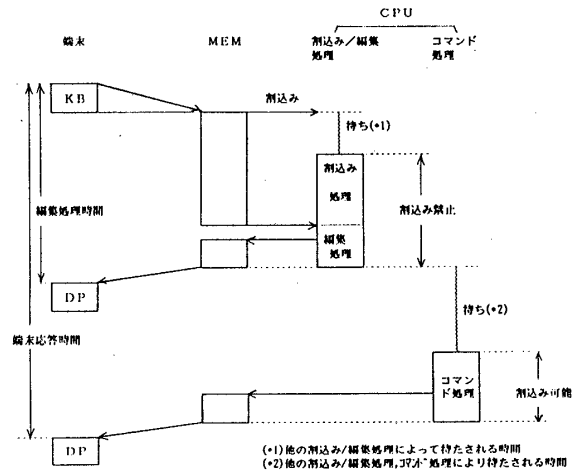 CPU
端末
MEM
割込み/編集
処理
コマンド
処理
KB
割込み
待ち(*1)
割込み
処理
割込み禁止
編集処理時間
編集
処理
DP
待ち(*2)
端末応答時間
コマン
ド処理
割込み可能
DP
(*1)他の割込み/編集処理によって待たされる時間
(*2)他の割込み/編集処理,コマンド処理により待たされる時間